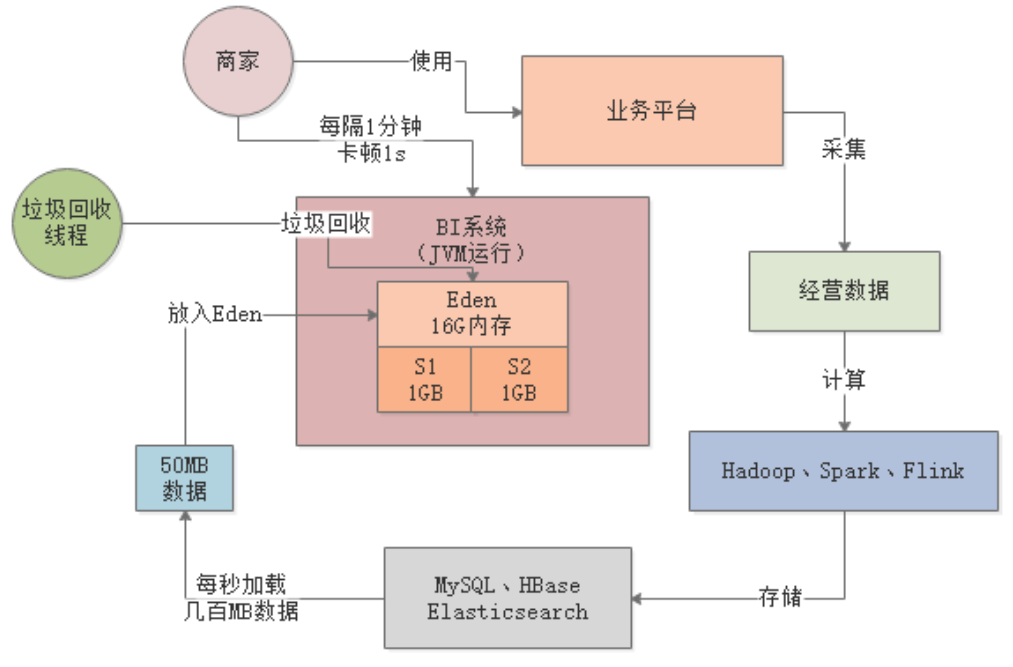 商家
使用
业务平台
每隔1分钟
卡顿1s
采集
垃圾回收
线程
垃圾回收
BI系统
（JVM运行）
经营数据
放入Eden
Eden
16G内存
S1
1GB
S2
1GB
计算
50MB
数据
Hadoop、Spark、Flink
每秒加载
几百MB数据
MySQL、HBase
Elasticsearch
存储